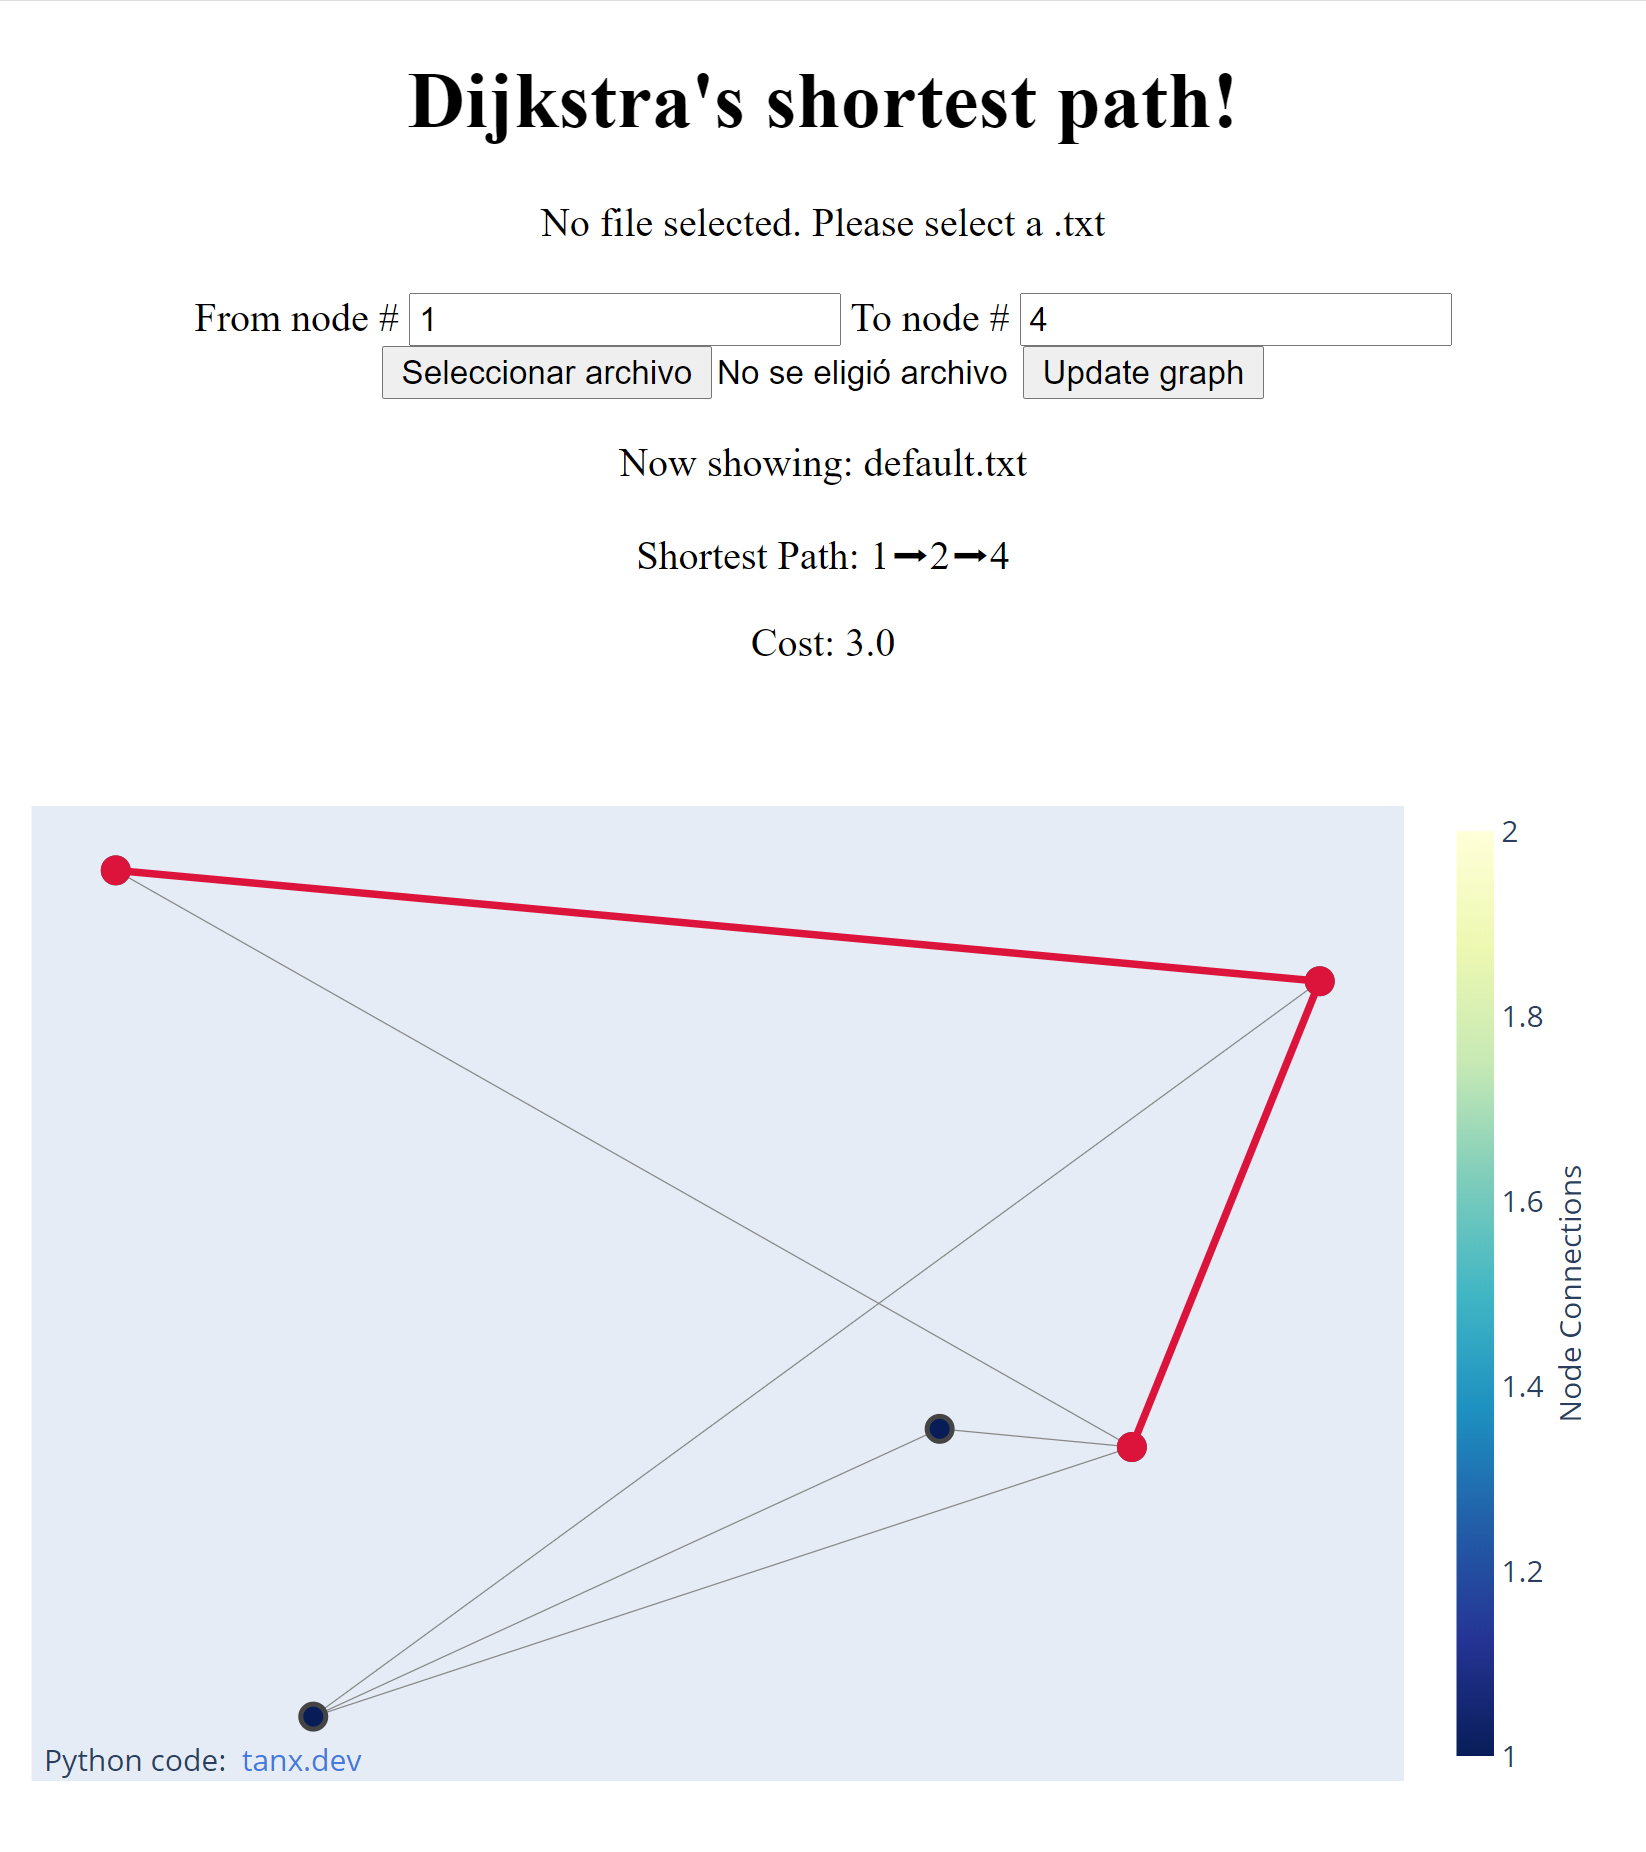 Dijkstra's shortest path!
No file selected. Please select a .txt
From node # 1 To node # 4
Seleccionar archivo No se eligió archivo Update graph
Now showing: default.txt
Shortest Path: 1→2→4
Cost: 3.0
2
1.8
1.6
1.4
1.2
1
Node Connections
Python code: tanx.dev